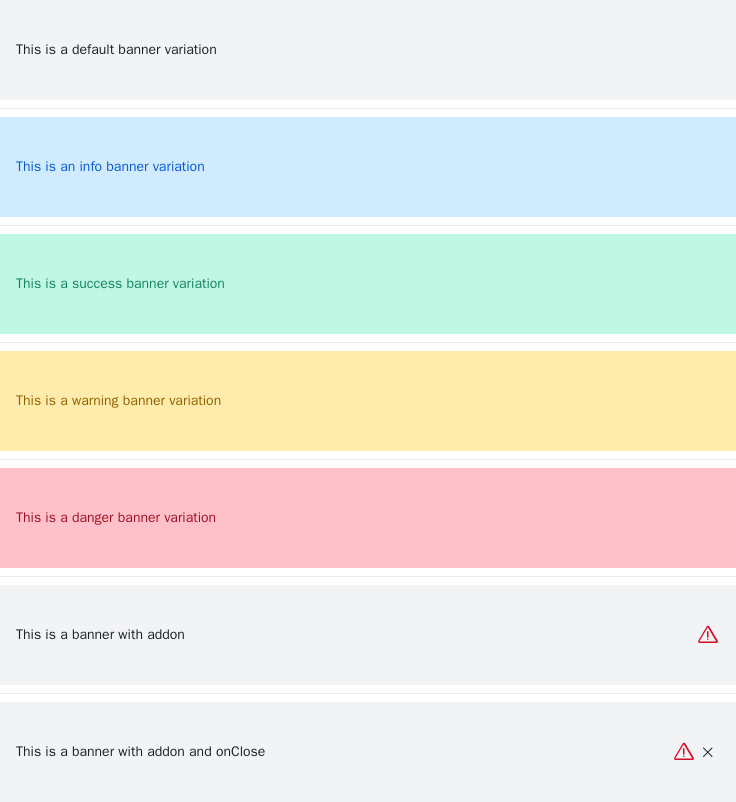 This is a default banner variation
This is an info banner variation
This is a success banner variation
This is a warning banner variation
This is a danger banner variation
This is a banner with addon
This is a banner with addon and onClose